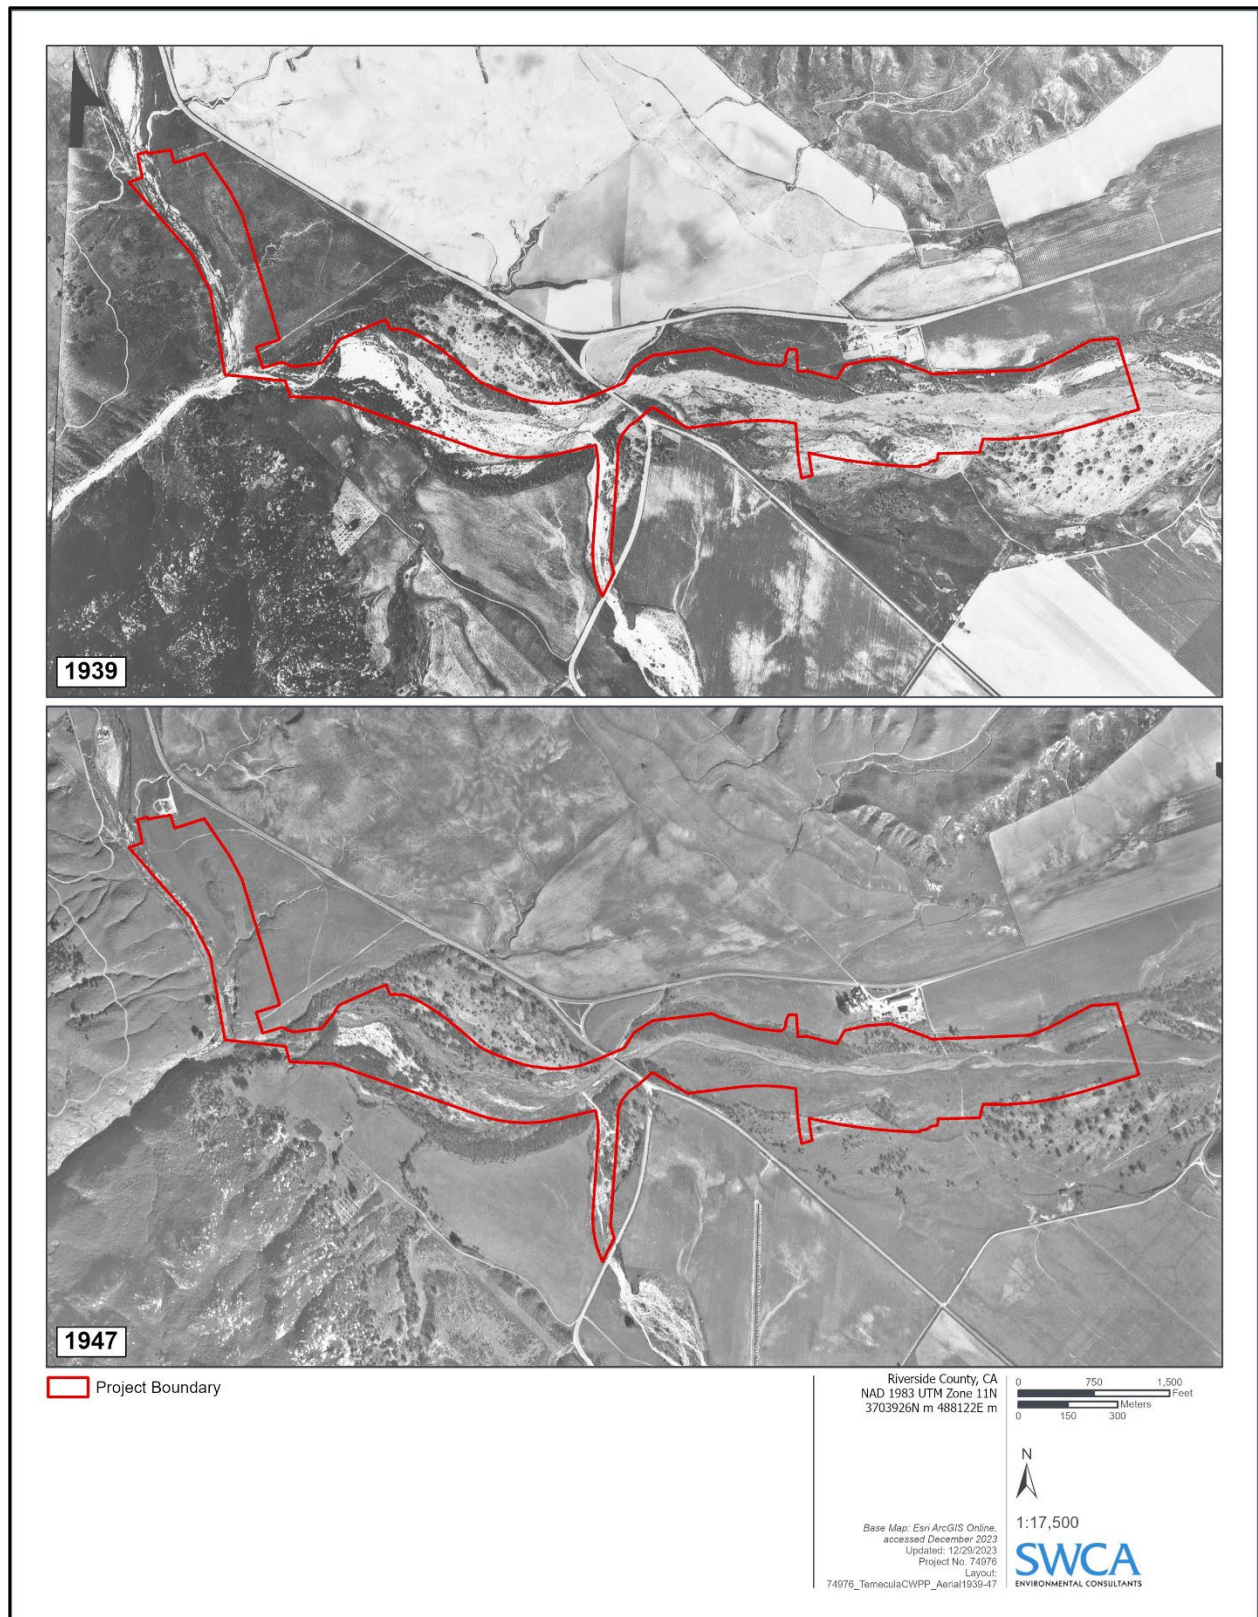 1939
1947
Project Boundary
Riverside County, CA
NAD 1983 UTM Zone 11N
3703926N m 488122E m
0 750 1,500
Feet
Meters
0 150 300
N
1:17,500
Base Map: Esri ArcGIS Online,
accessed December 2023
Updated: 12/29/2023
Project No. 74976
Layout:
74976_TemeculaCWPP_Aerial1939-47
SWCA
ENVIRONMENTAL CONSULTANTS